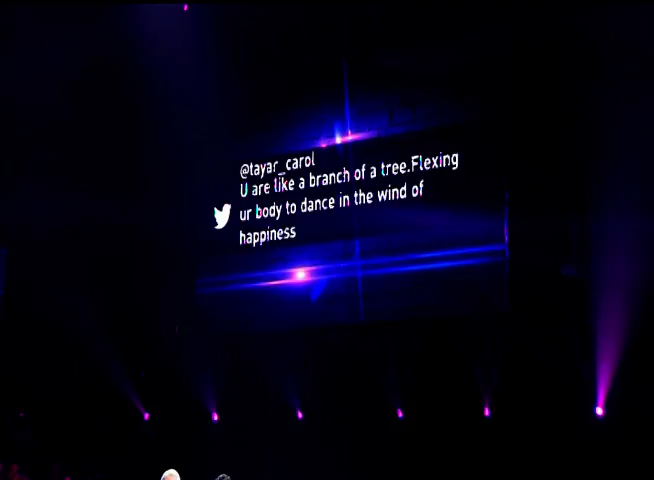 @tayar_carol
U are like a branch of a tree.Flexing
ur body to dance in the wind of
happiness